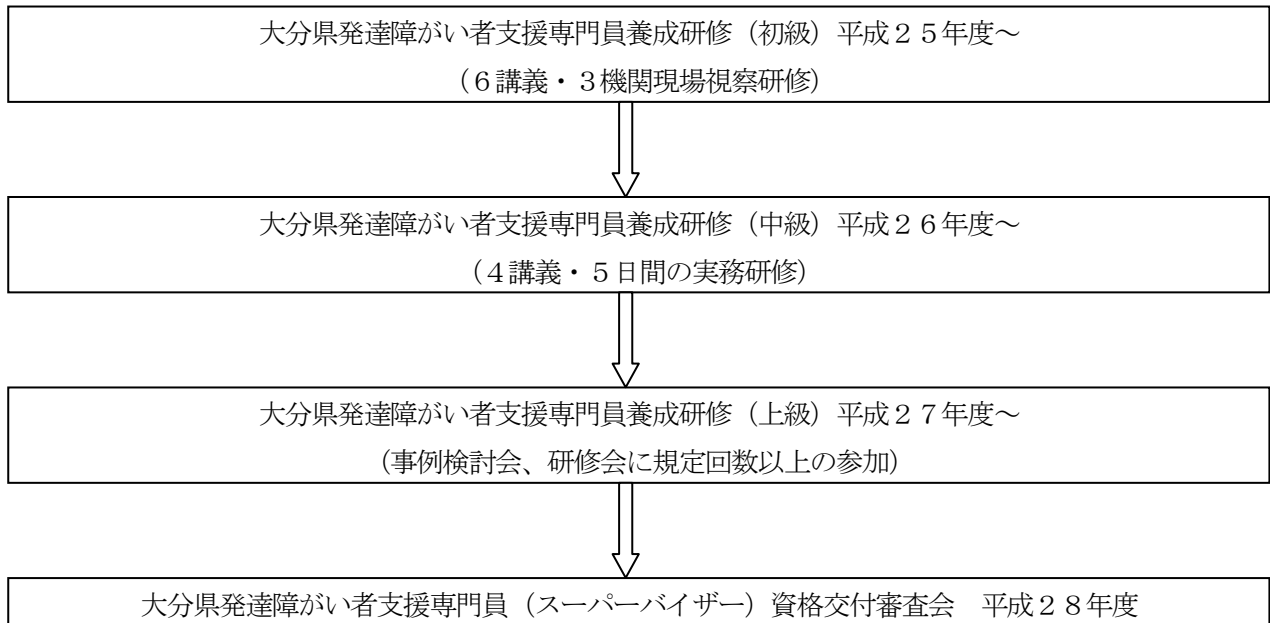 大分県発達障がい者支援専門員養成研修（初級）平成２５年度～
（６講義・３機関現場視察研修）
大分県発達障がい者支援専門員養成研修（中級）平成２６年度～
（４講義・５日間の実務研修）
大分県発達障がい者支援専門員養成研修（上級）平成２７年度～
（事例検討会、研修会に規定回数以上の参加）
大分県発達障がい者支援専門員（スーパーバイザー）資格交付審査会　平成２８年度